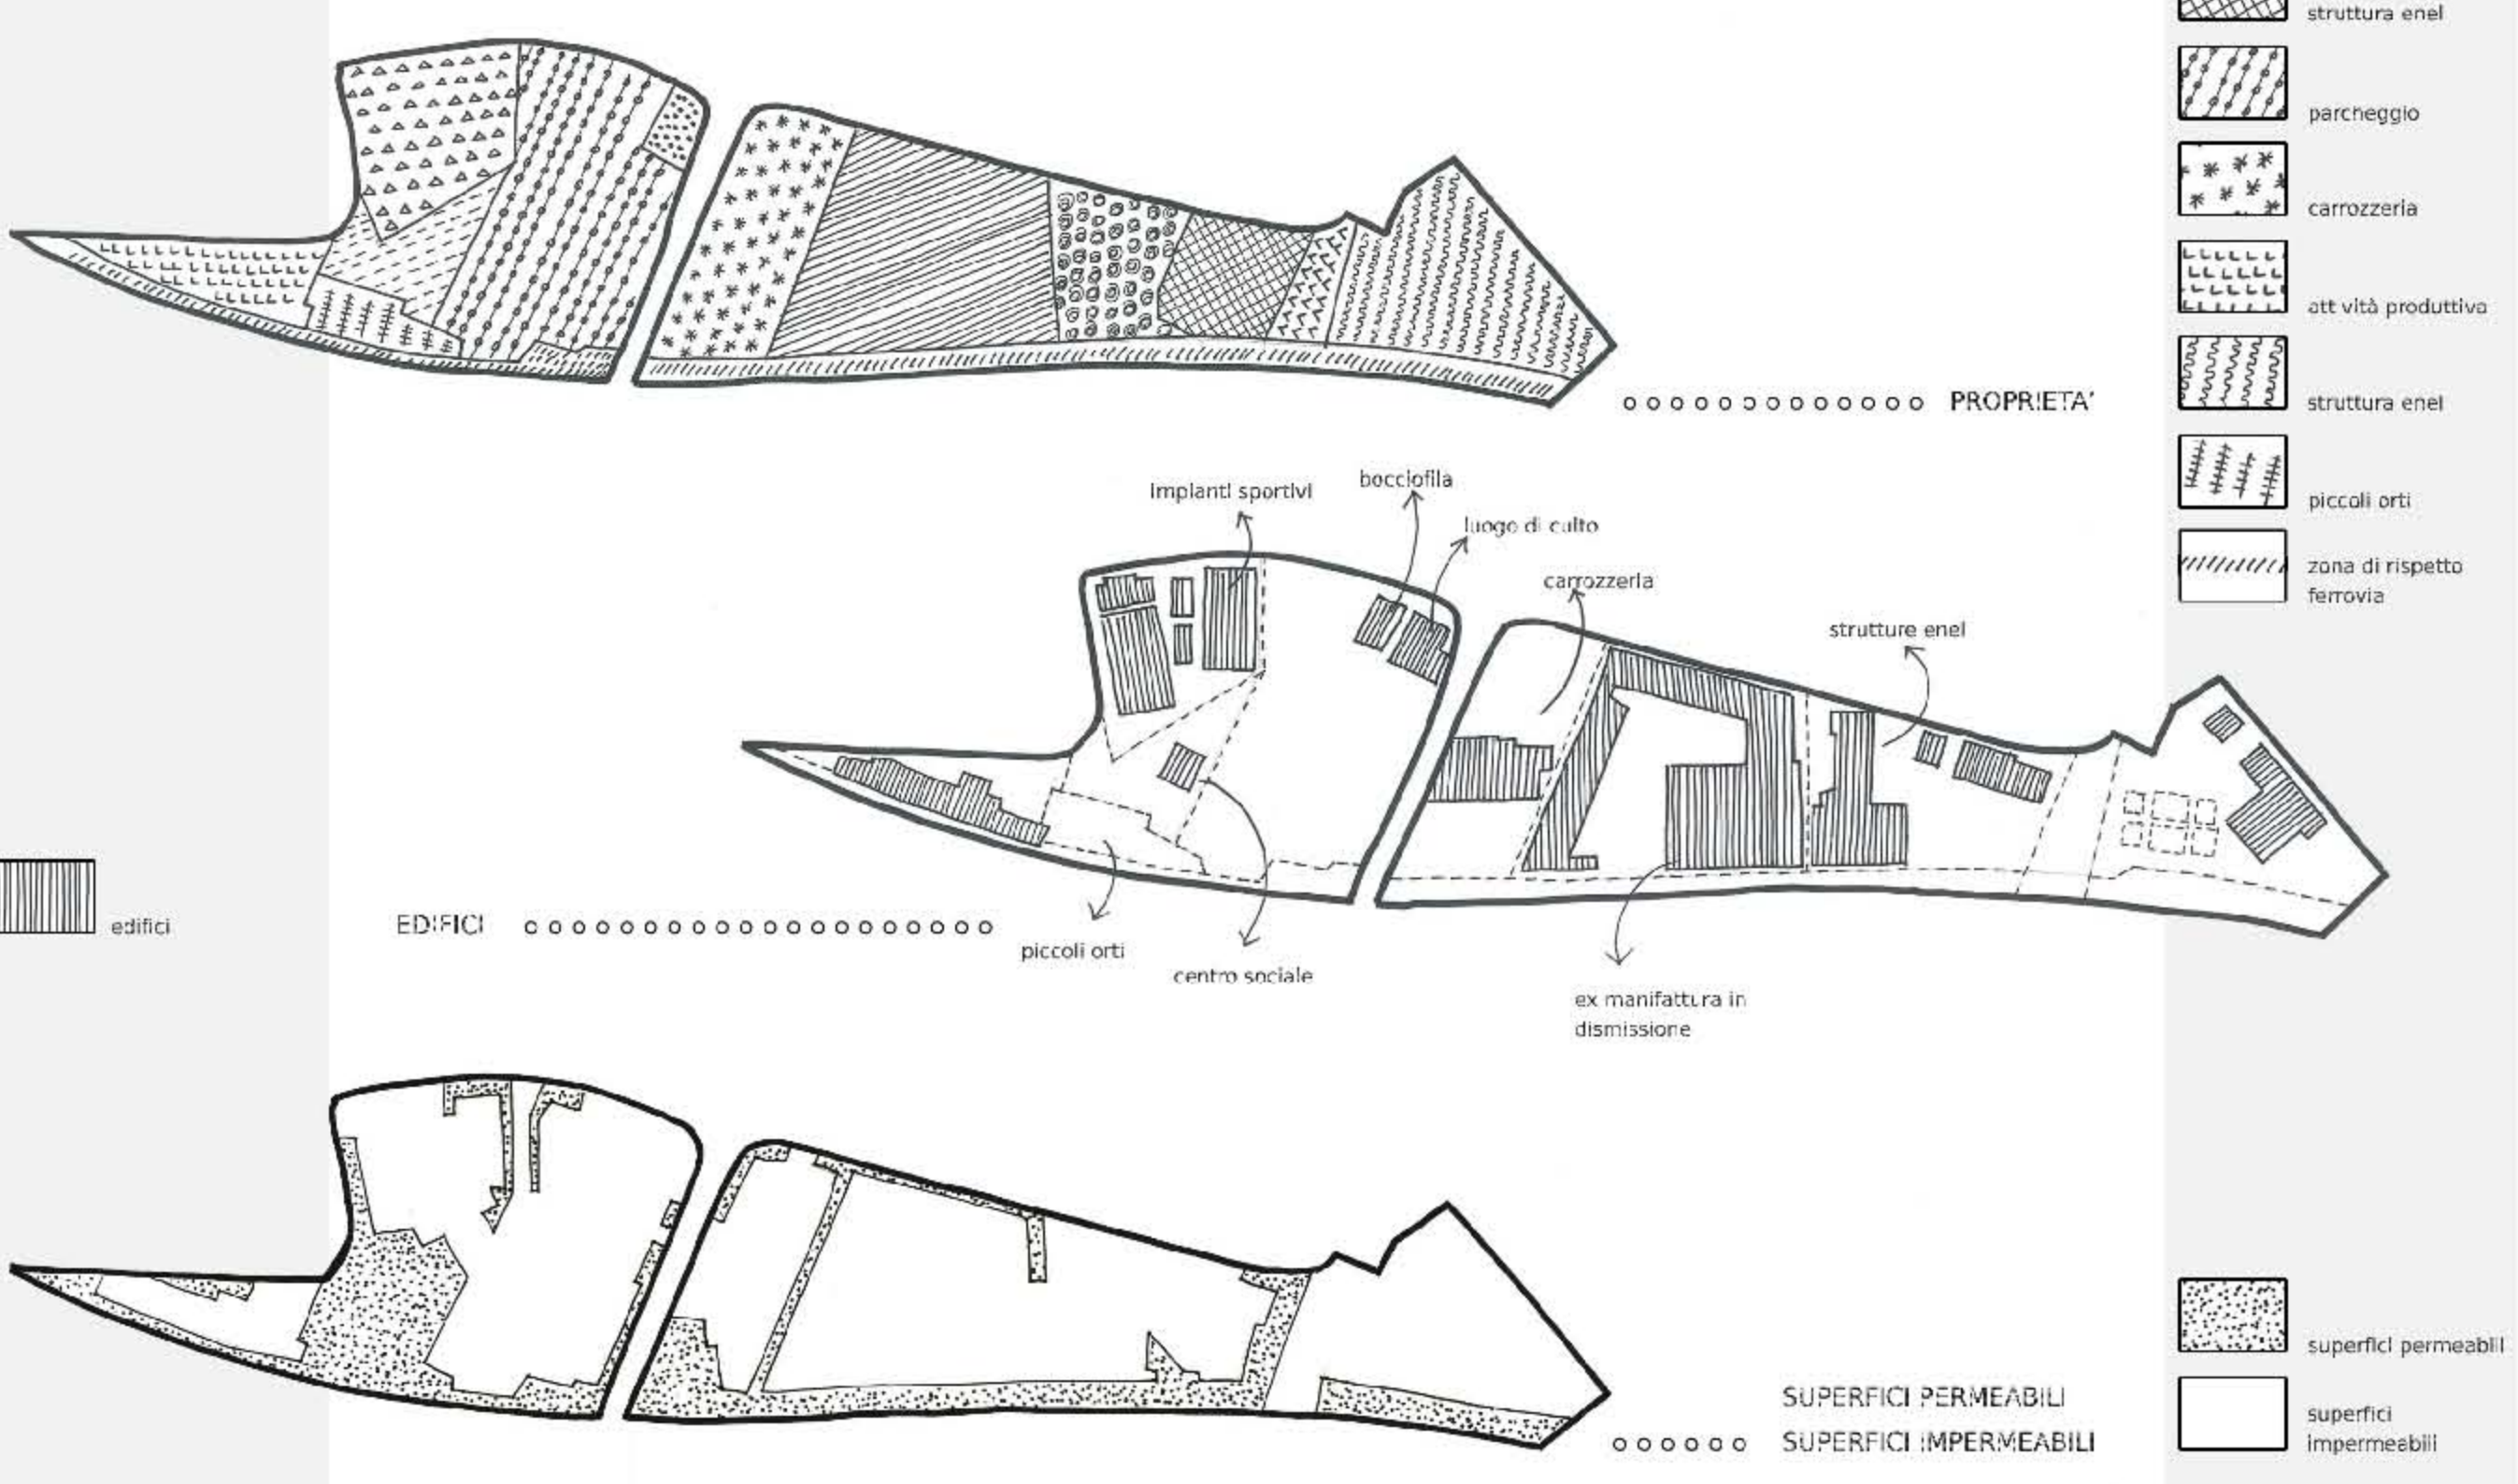 struttura enel
parcheggio
carrozzeria
att vità produttiva
struttura enel
piccoli orti
zona di rispetto
ferrovia
PROPRIETA'
impianti sportivi
bocciofila
luogo di culto
carrozzeria
strutture enel
edifici
EDIFICI
piccoli orti
centro sociale
ex manifattura in
dismissione
superfici permeabili
SUPERFICI PERMEABILI
SUPERFICI IMPERMEABILI
superfici
impermeabili